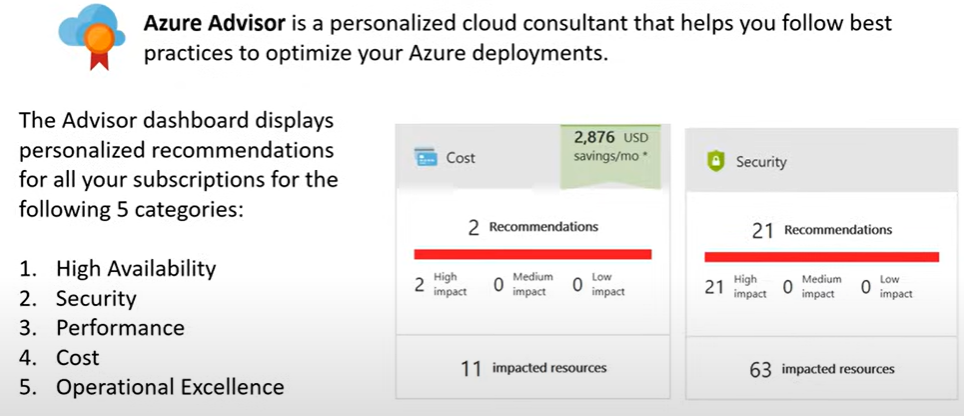 Azure Advisor is a personalized cloud consultant that helps you follow best
practices to optimize your Azure deployments.
The Advisor dashboard displays
personalized recommendations
for all your subscriptions for the
following 5 categories:
1. High Availability
2. Security
3. Performance
4. Cost
5. Operational Excellence
Cost
2,876 USD
savings/mo *
2 Recommendations
2 High impact 0 Medium impact 0 Low impact
11 impacted resources
Security
21 Recommendations
21 High impact 0 Medium impact 0 Low impact
63 impacted resources